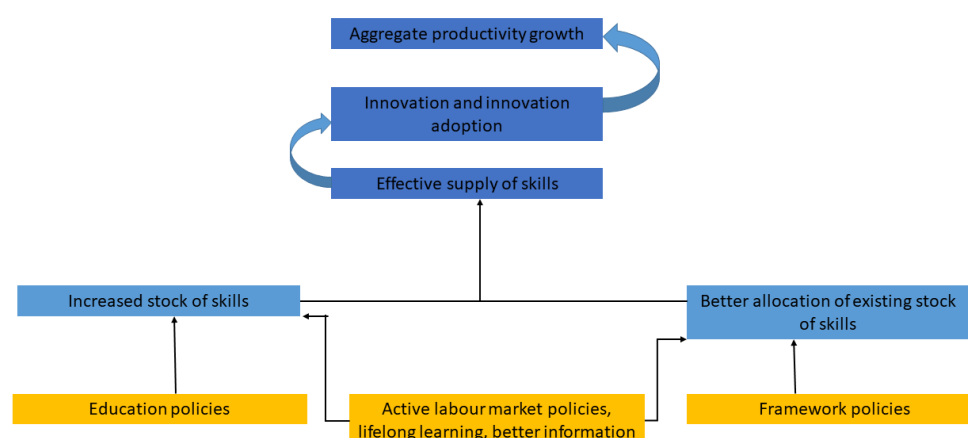 Aggregate productivity growth
Innovation and innovation
adoption
Effective supply of skills
Increased stock of skills
Better allocation of existing stock
of skills
Education policies
Active labour market policies,
lifelong learning, better information
Framework policies